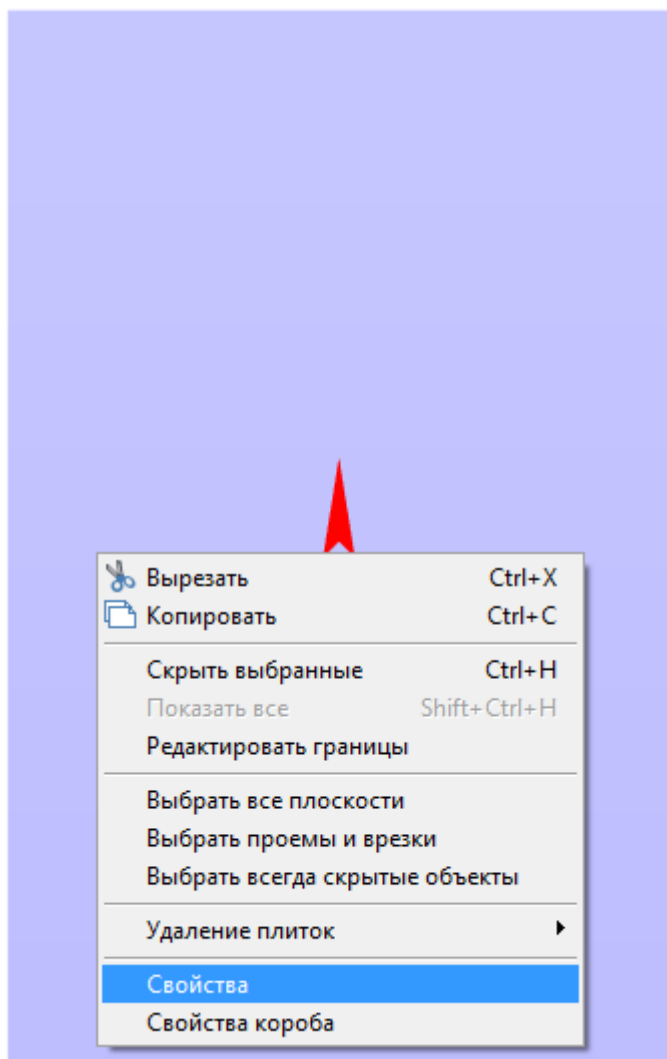 Вырезать Ctrl+X
Копировать Ctrl+C
Скрыть выбранные Ctrl+H
Показать все Shift+Ctrl+H
Редактировать границы
Выбрать все плоскости
Выбрать проемы и врезки
Выбрать всегда скрытые объекты
Удаление плиток
Свойства
Свойства короба